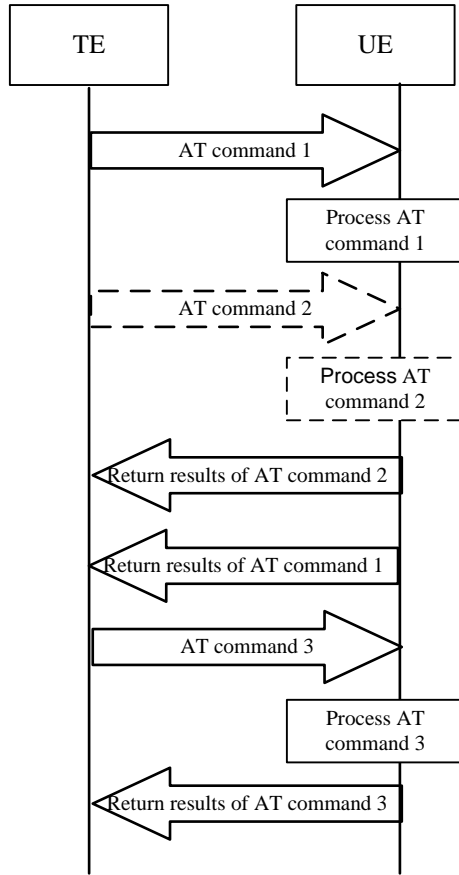 TE
UE
AT command 1
Process AT
command 1
AT command 2
Process AT
command 2
Return results of AT command 2
Return results of AT command 1
AT command 3
Process AT
command 3
Return results of AT command 3